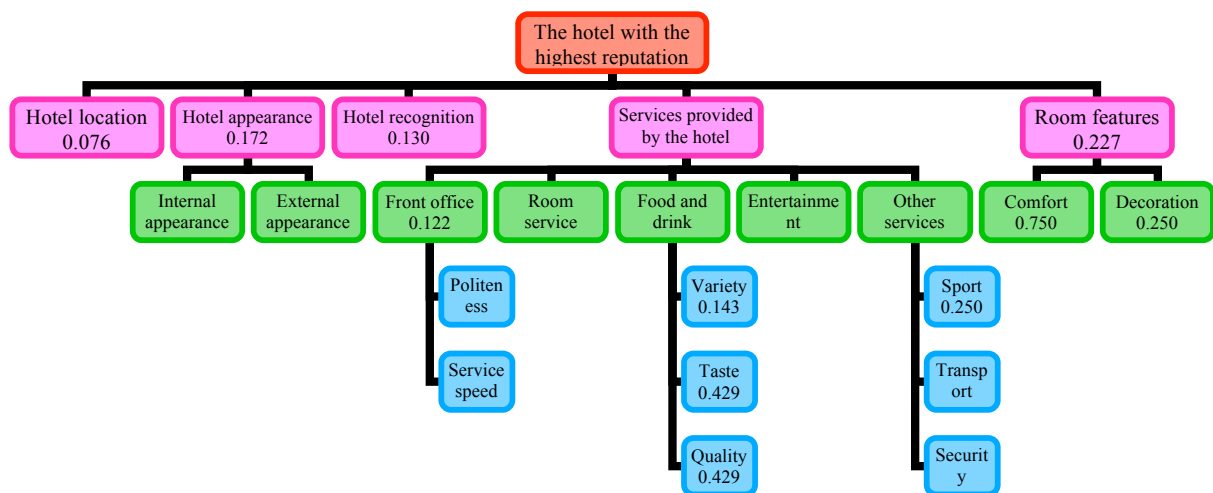 The hotel with the
highest reputation
Hotel location
0.076
Hotel appearance
0.172
Hotel recognition
0.130
Services provided
by the hotel
Room features
0.227
Internal
appearance
External
appearance
Front office
0.122
Room
service
Food and
drink
Entertainme
nt
Other
services
Comfort
0.750
Decoration
0.250
Politen
ess
Service
speed
Variety
0.143
Taste
0.429
Quality
0.429
Sport
0.250
Transp
ort
Securit
y